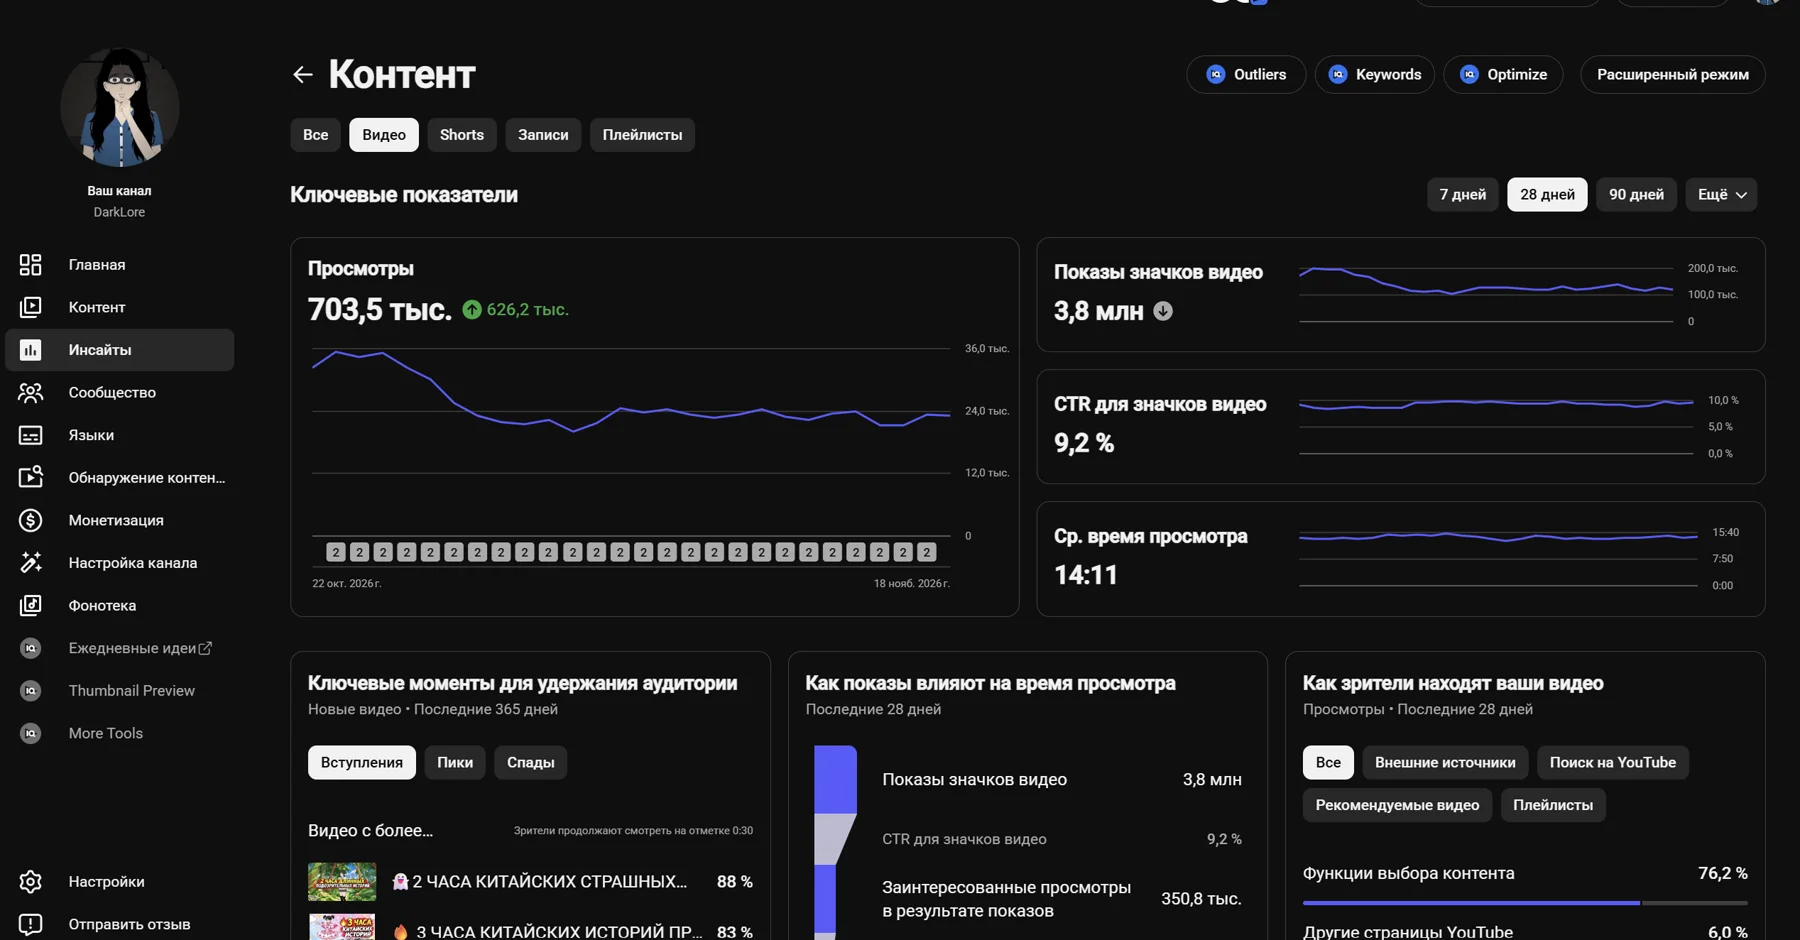 Контент
Outliers
Keywords
Optimize
Расширенный режим
Все
Видео
Shorts
Записи
Плейлисты
Ваш канал
DarkLore
Ключевые показатели
7 дней
28 дней
90 дней
Ещё
Главная
Контент
Инсайты
Сообщество
Языки
Обнаружение контен...
Монетизация
Настройка канала
Фонотека
Ежедневные идеи
Thumbnail Preview
More Tools
Настройки
Отправить отзыв
Просмотры
703,5 тыс. 626,2 тыс.
36,0 тыс.
24,0 тыс.
12,0 тыс.
0
2 2 2 2 2 2 2 2 2 2 2 2 2 2 2 2 2 2 2 2 2 2 2 2 2 2
22 окт. 2026 г.
18 нояб. 2026 г.
Показы значков видео
3,8 млн
200,0 тыс.
100,0 тыс.
0
CTR для значков видео
9,2 %
10,0 %
5,0 %
0,0 %
Ср. время просмотра
14:11
15:40
7:50
0:00
Ключевые моменты для удержания аудитории
Новые видео • Последние 365 дней
Вступления
Пики
Спады
Видео с более...
Зрители продолжают смотреть на отметке 0:30
2 ЧАСА КИТАЙСКИХ СТРАШНЫХ... 88 %
3 ЧАСА КИТАЙСКИХ ИСТОРИЙ ПР... 83 %
Как показы влияют на время просмотра
Последние 28 дней
Показы значков видео 3,8 млн
CTR для значков видео 9,2 %
Заинтересованные просмотры
в результате показов 350,8 тыс.
Как зрители находят ваши видео
Просмотры • Последние 28 дней
Все
Внешние источники
Поиск на YouTube
Рекомендуемые видео
Плейлисты
Функции выбора контента 76,2 %
Другие страницы YouTube 6,0 %